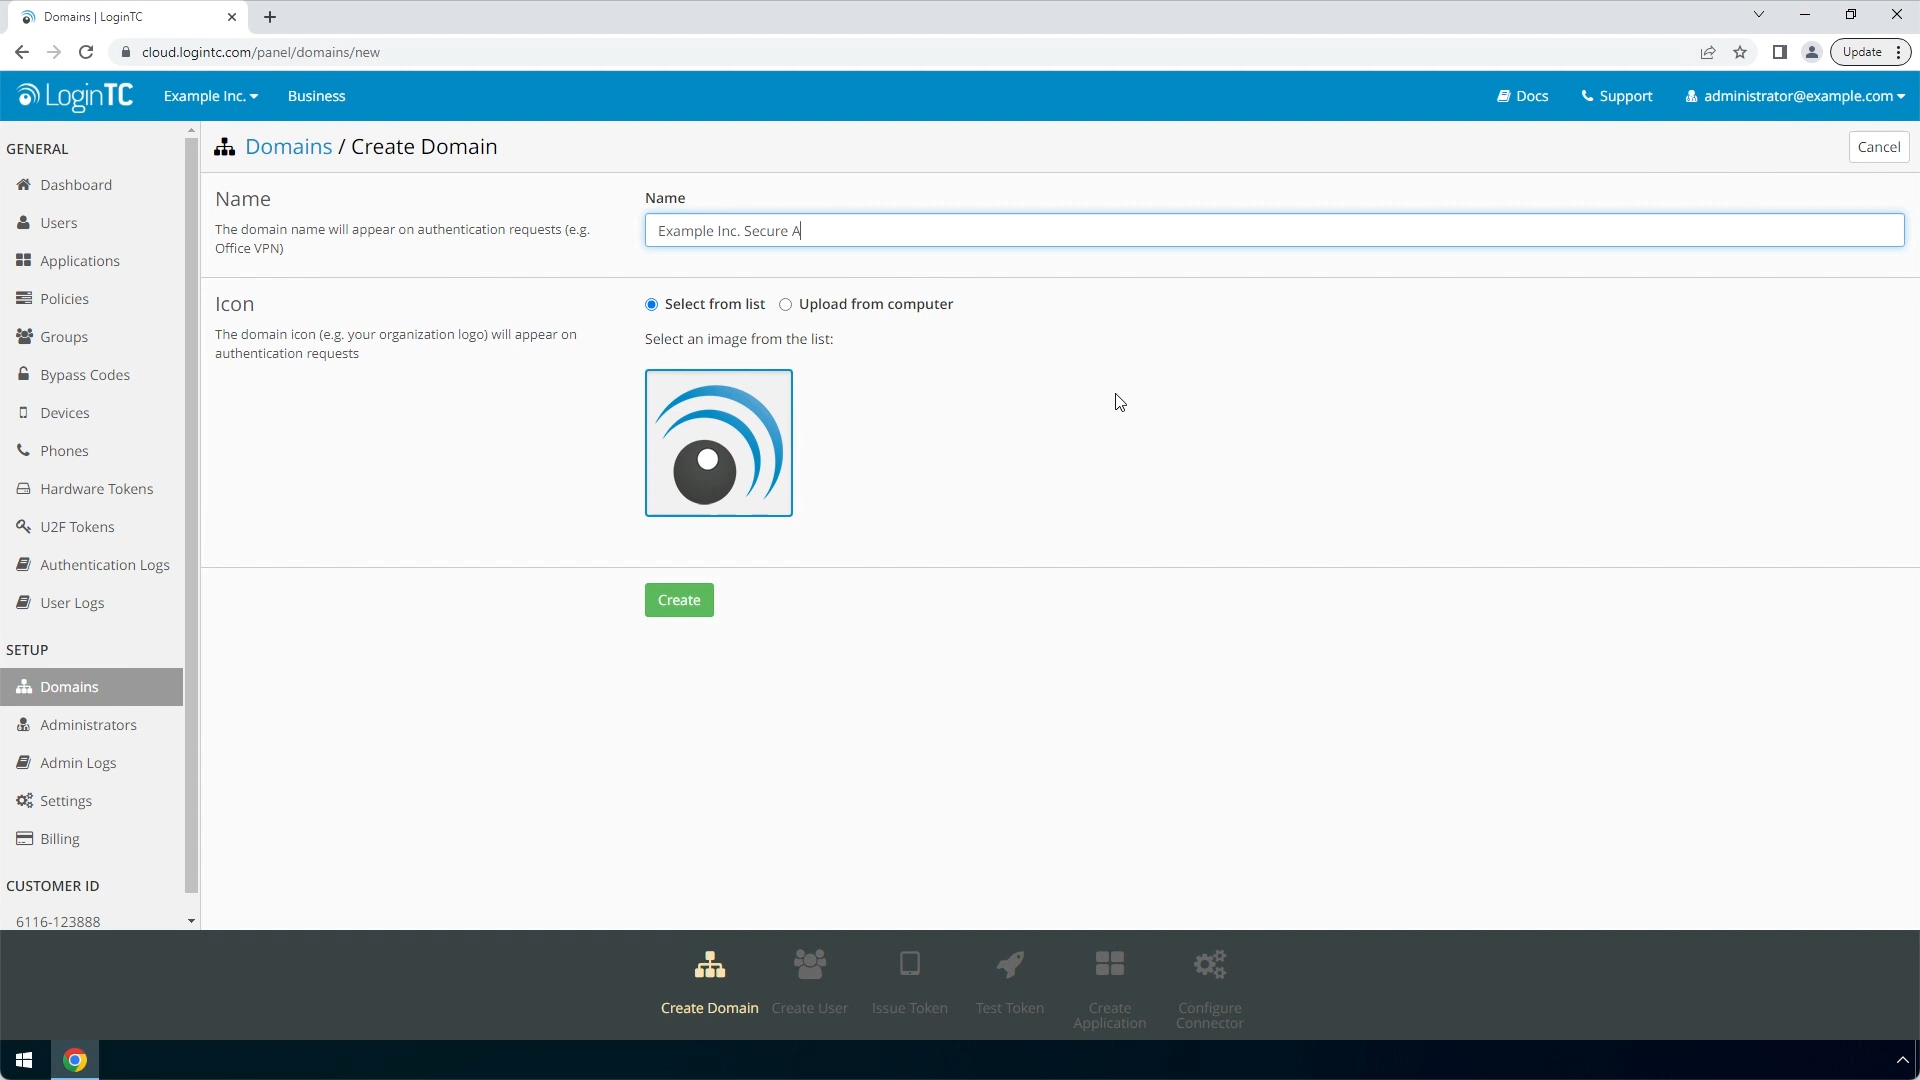 Domains | LoginTC
cloud.logintc.com/panel/domains/new
Update
LoginTC
Example Inc.
Business
Docs
Support
administrator@example.com
GENERAL
Dashboard
Users
Applications
Policies
Groups
Bypass Codes
Devices
Phones
Hardware Tokens
U2F Tokens
Authentication Logs
User Logs
SETUP
Domains
Administrators
Admin Logs
Settings
Billing
CUSTOMER ID
6116-123888
Domains / Create Domain
Cancel
Name
The domain name will appear on authentication requests (e.g.
Office VPN)
Name
Example Inc. Secure A
Icon
The domain icon (e.g. your organization logo) will appear on
authentication requests
Select from list
Upload from computer
Select an image from the list:
Create
Create Domain
Create User
Issue Token
Test Token
Create
Application
Configure
Connector